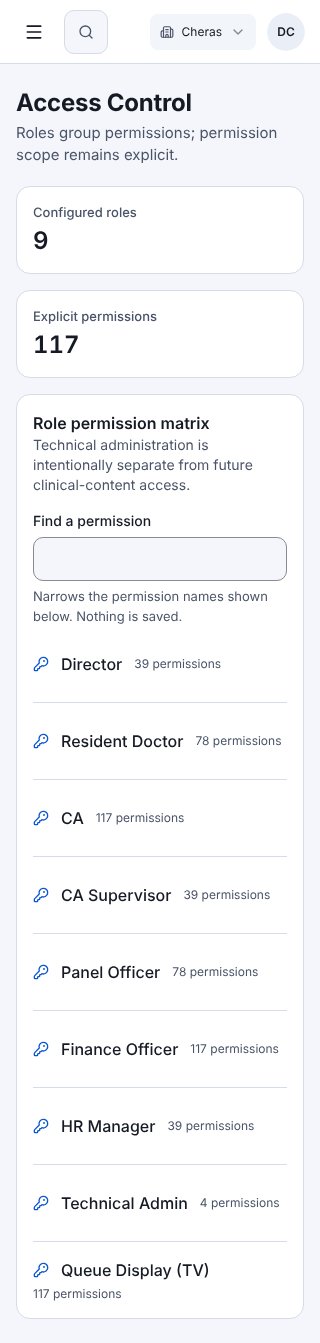 Cheras
DC
Access Control
Roles group permissions; permission
scope remains explicit.
Configured roles
9
Explicit permissions
117
Role permission matrix
Technical administration is
intentionally separate from future
clinical-content access.
Find a permission
Narrows the permission names shown
below. Nothing is saved.
Director 39 permissions
Resident Doctor 78 permissions
CA 117 permissions
CA Supervisor 39 permissions
Panel Officer 78 permissions
Finance Officer 117 permissions
HR Manager 39 permissions
Technical Admin 4 permissions
Queue Display (TV)
117 permissions